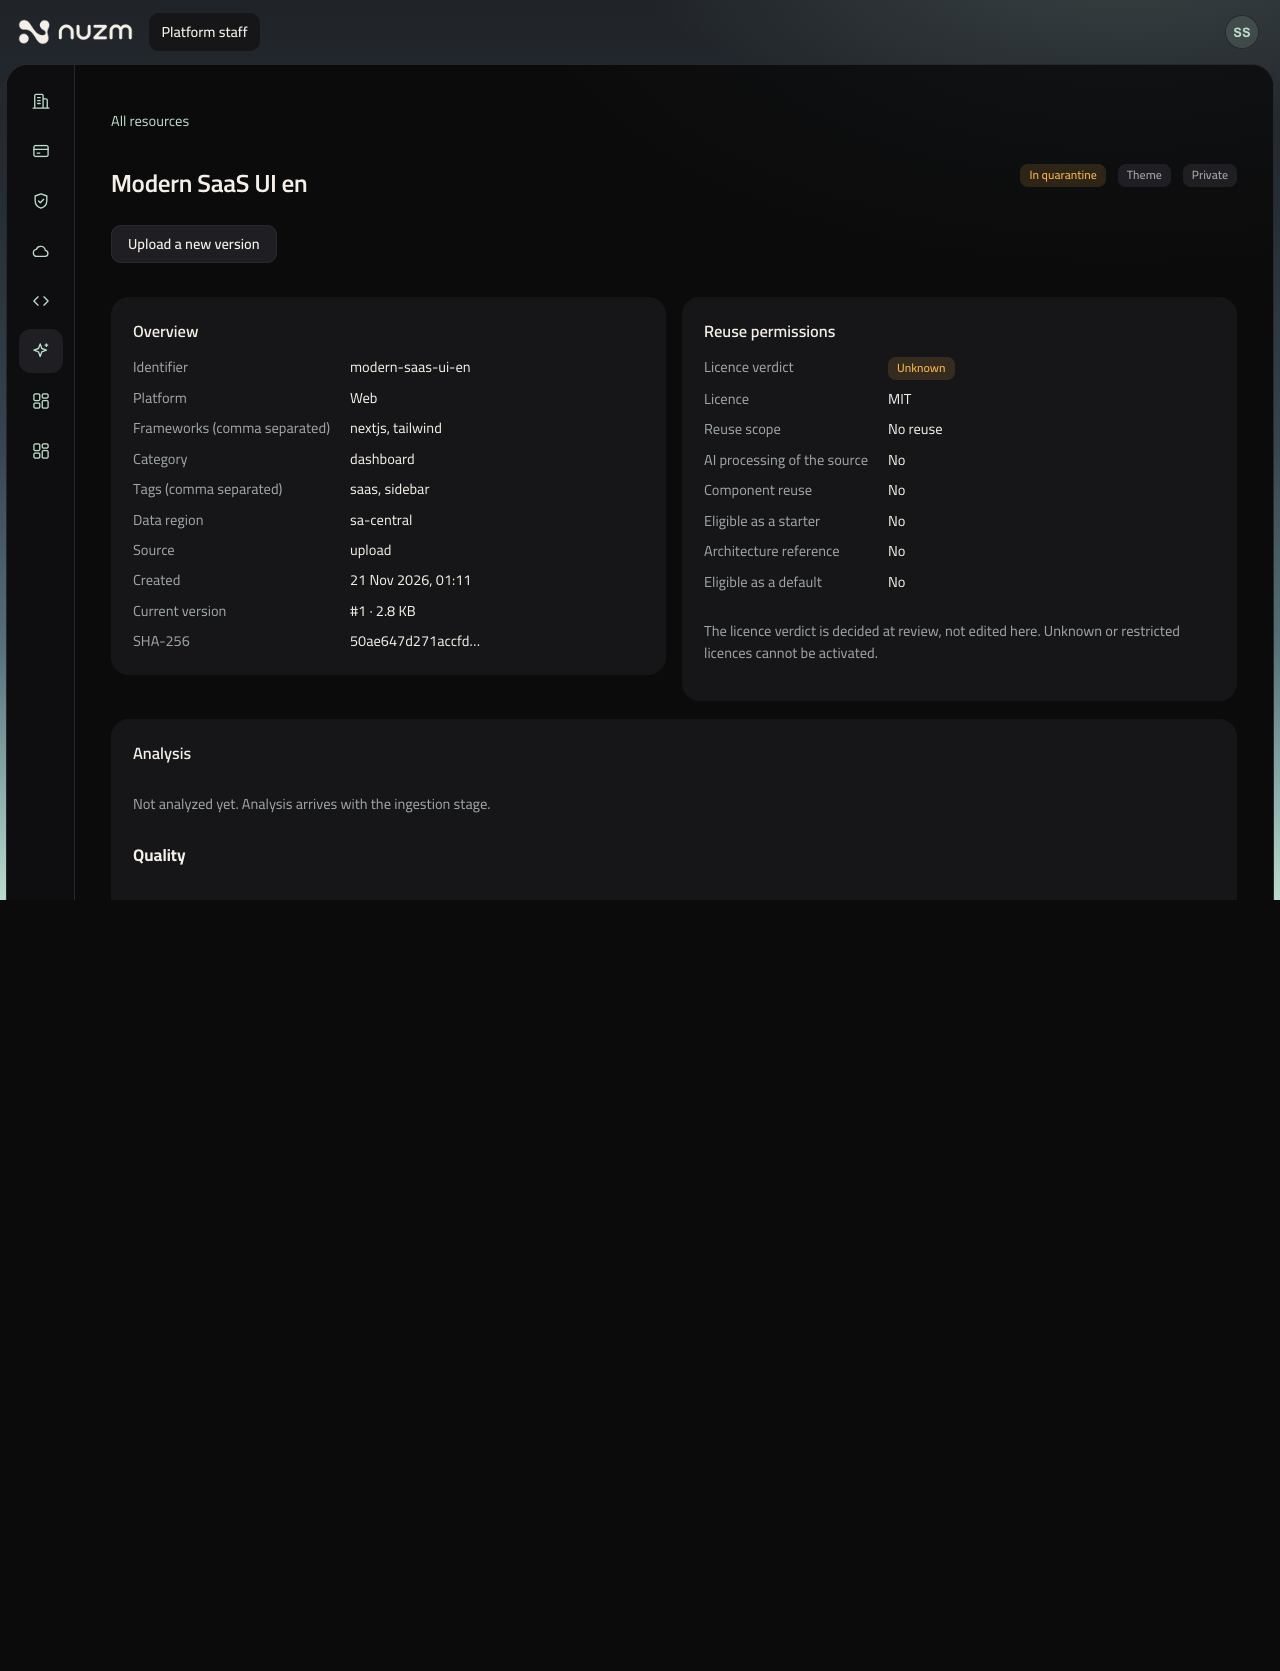 nuzm
Platform staff
SS
All resources
Modern SaaS UI en
In quarantine
Theme
Private
Upload a new version
Overview
Identifier modern-saas-ui-en
Platform Web
Frameworks (comma separated) nextjs, tailwind
Category dashboard
Tags (comma separated) saas, sidebar
Data region sa-central
Source upload
Created 21 Nov 2026, 01:11
Current version #1 · 2.8 KB
SHA-256 50ae647d271accfd…
Reuse permissions
Licence verdict Unknown
Licence MIT
Reuse scope No reuse
AI processing of the source No
Component reuse No
Eligible as a starter No
Architecture reference No
Eligible as a default No
The licence verdict is decided at review, not edited here. Unknown or restricted
licences cannot be activated.
Analysis
Not analyzed yet. Analysis arrives with the ingestion stage.
Quality